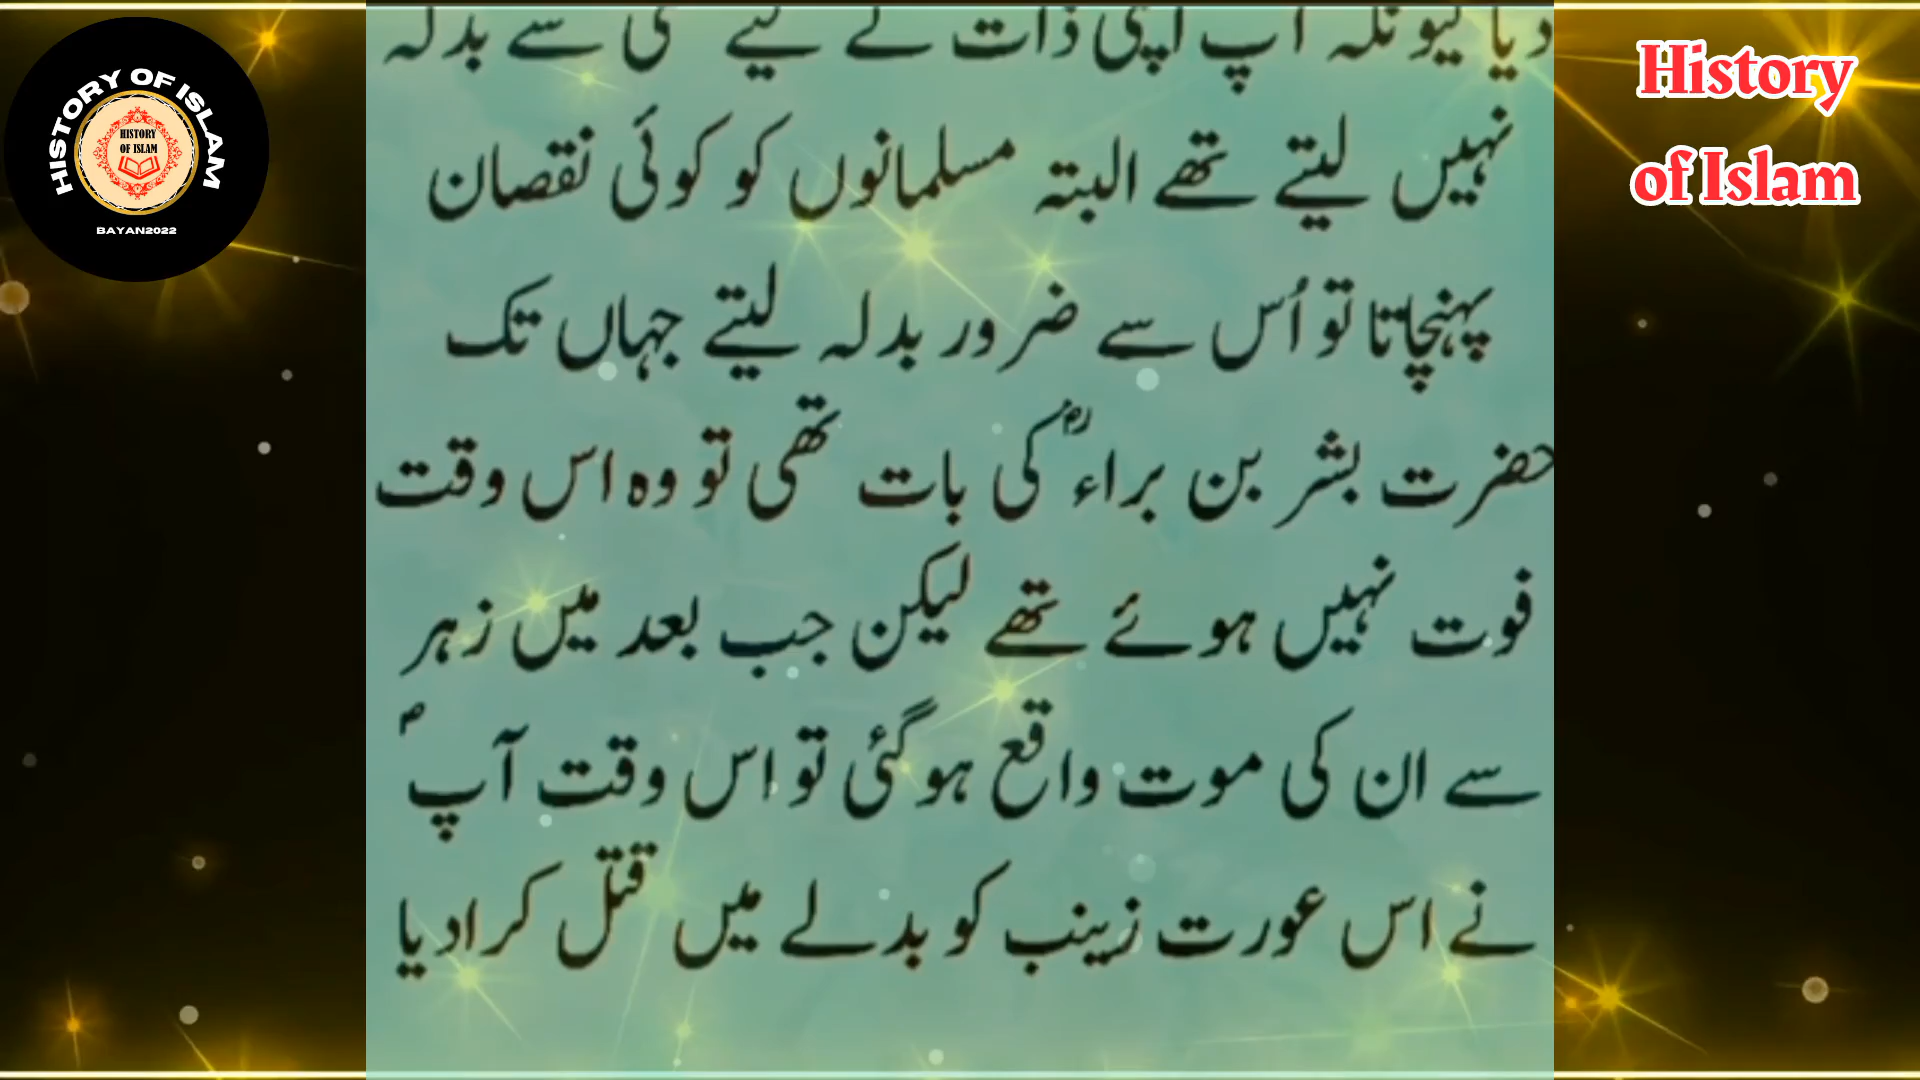 HISTORY OF ISLAM
HISTORY
OF ISLAM
BAYAN2022
History
of Islam
دیا کیونکہ آپ اپنی ذات کے لیے کسی سے بدلہ
نہیں لیتے تھے البتہ مسلمانوں کو کوئی نقصان
پہنچاتا تو اُس سے ضرور بدلہ لیتے جہاں تک
حضرت بشر بن براءؓ کی بات تھی تو وہ اس وقت
فوت نہیں ہوئے تھے لیکن جب بعد میں زہر
سے ان کی موت واقع ہوگئی تو اس وقت آپؐ
نے اس عورت زینب کو بدلے میں قتل کرادیا